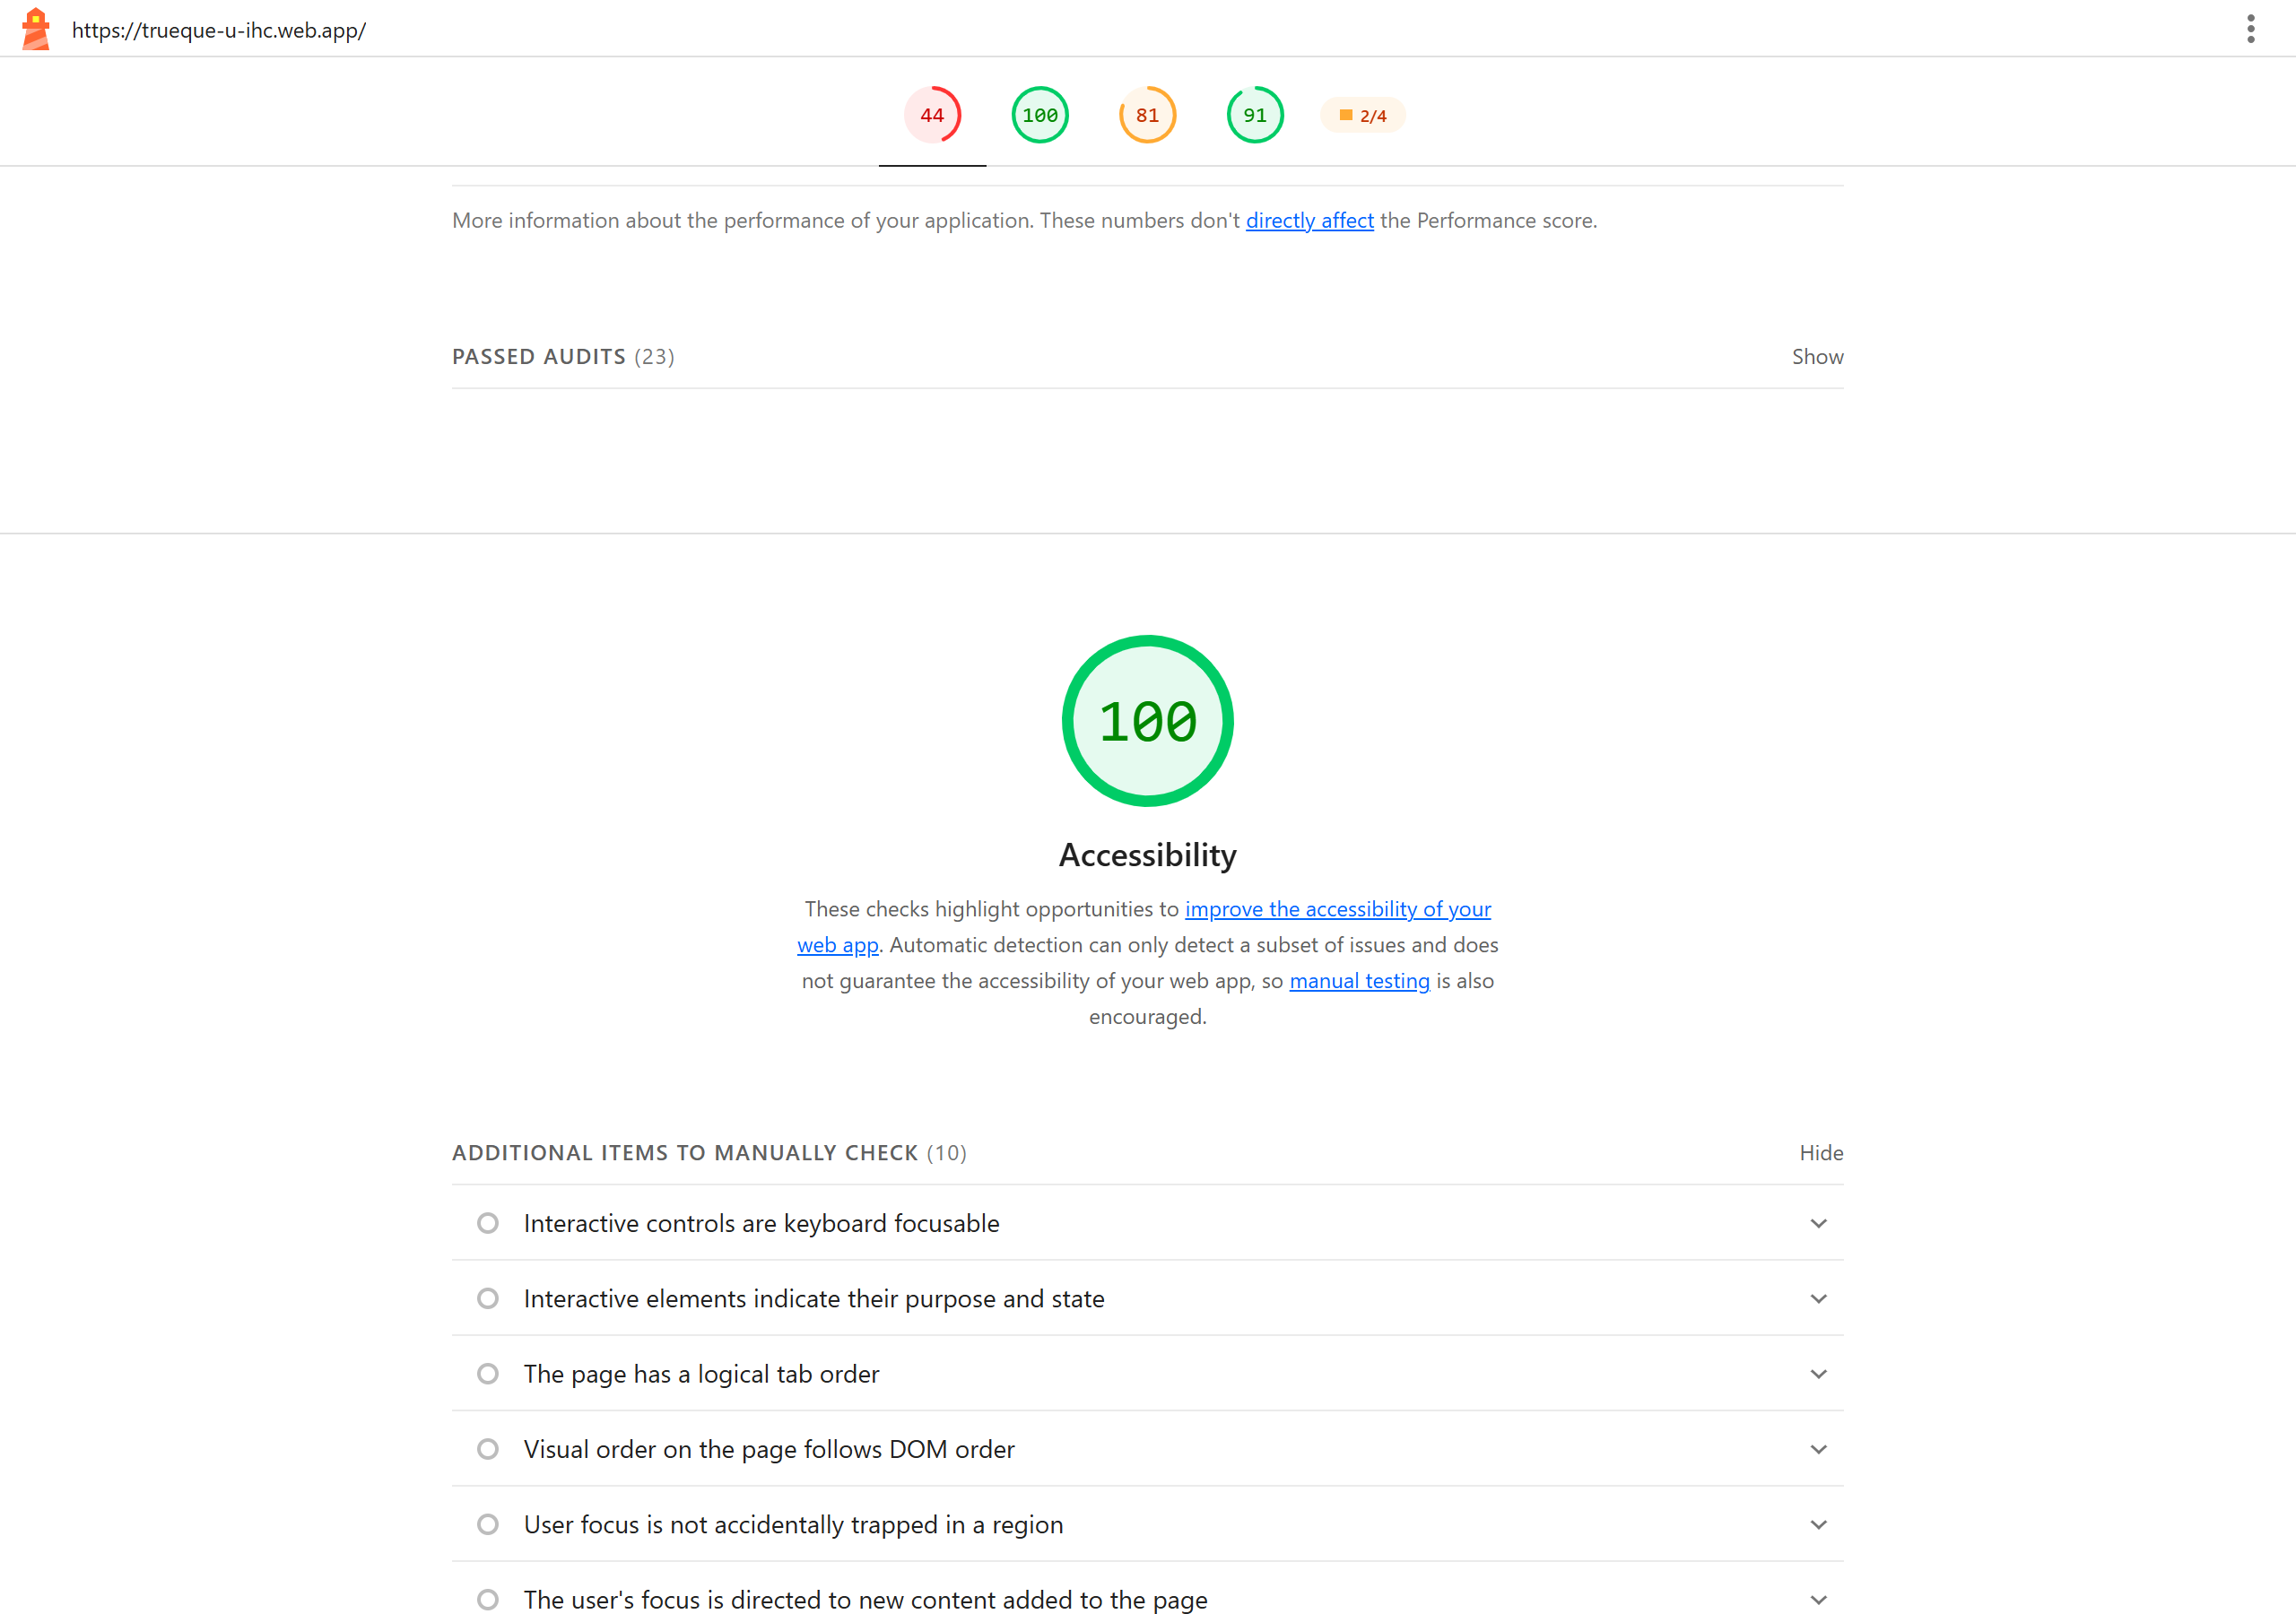 https://trueque-u-ihc.web.app/
44 100 81 91 2/4
More information about the performance of your application. These numbers don't directly affect the Performance score.
PASSED AUDITS (23) Show
100
Accessibility
These checks highlight opportunities to improve the accessibility of your
web app. Automatic detection can only detect a subset of issues and does
not guarantee the accessibility of your web app, so manual testing is also
encouraged.
ADDITIONAL ITEMS TO MANUALLY CHECK (10) Hide
Interactive controls are keyboard focusable
Interactive elements indicate their purpose and state
The page has a logical tab order
Visual order on the page follows DOM order
User focus is not accidentally trapped in a region
The user's focus is directed to new content added to the page